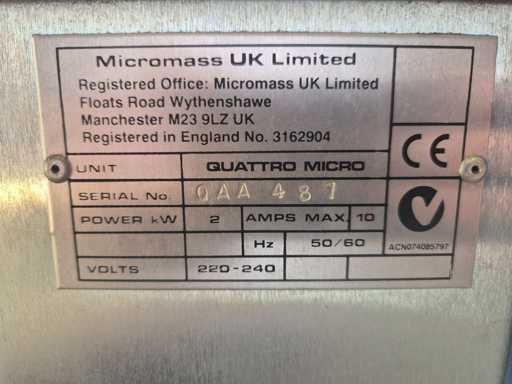 Micromass UK Limited
Registered Office: Micromass UK Limited
Floats Road Wythenshawe
Manchester M23 9LZ UK
Registered in England No. 3162904
UNIT QUATTRO MICRO
SERIAL No. QAA 487
POWER kW 2 AMPS MAX. 10
Hz 50/60
VOLTS 220-240
CE
ACN074085797